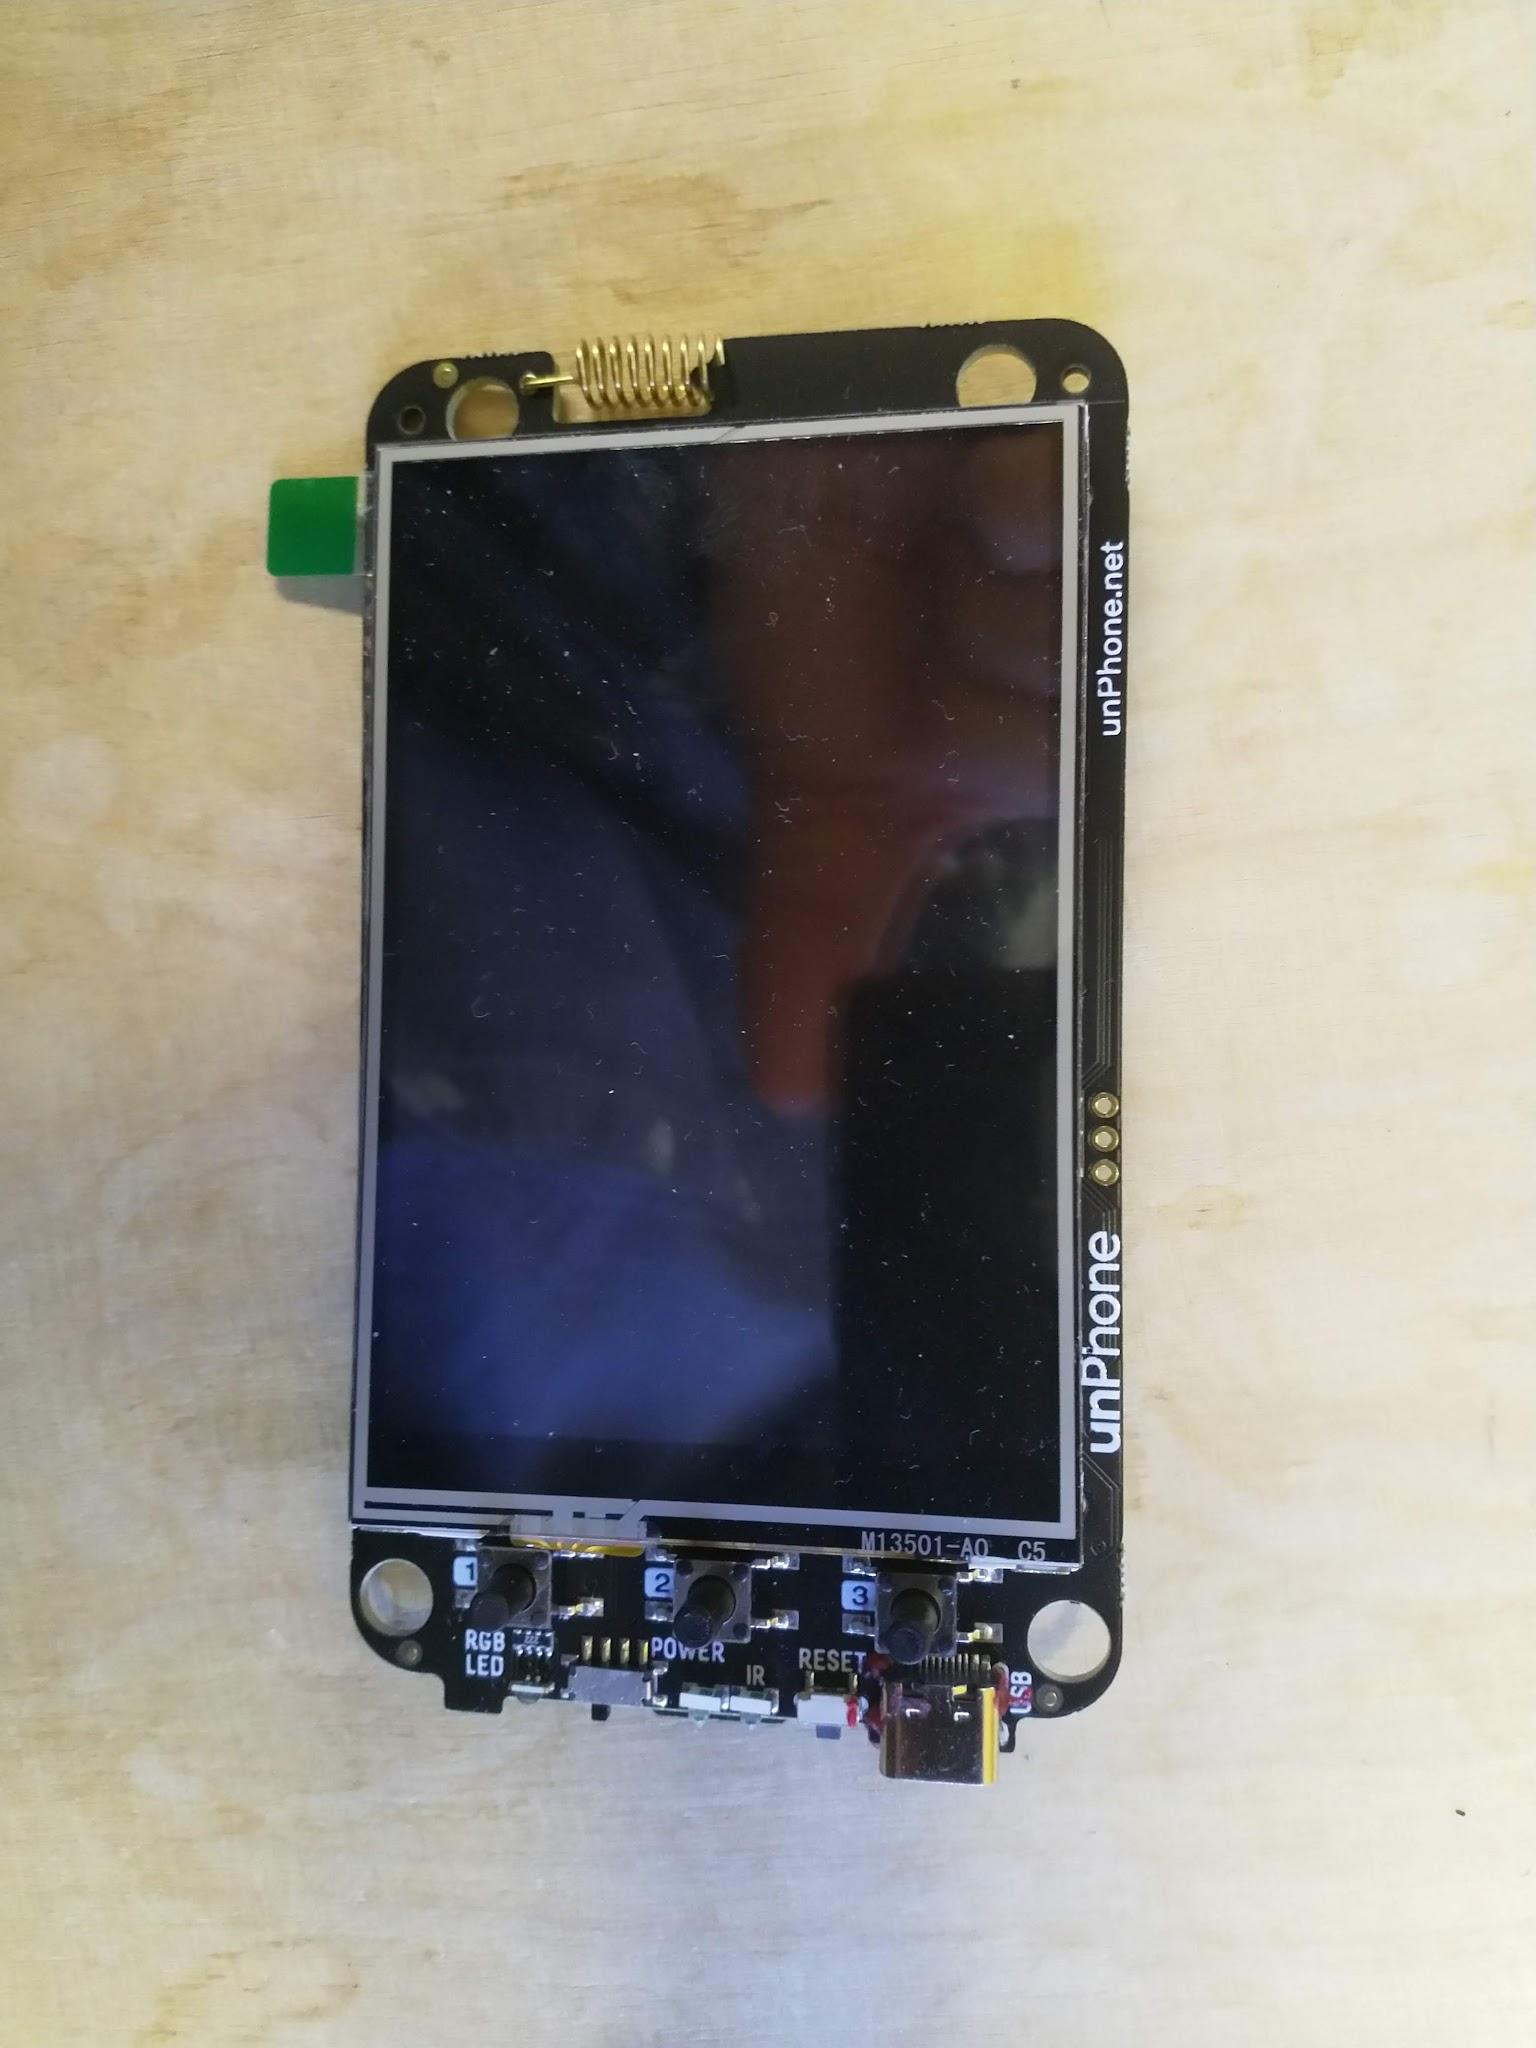 unPhone.net
unPhone
M13501-A0 C5
1
2
3
RGB
LED
POWER
IR
RESET
USB